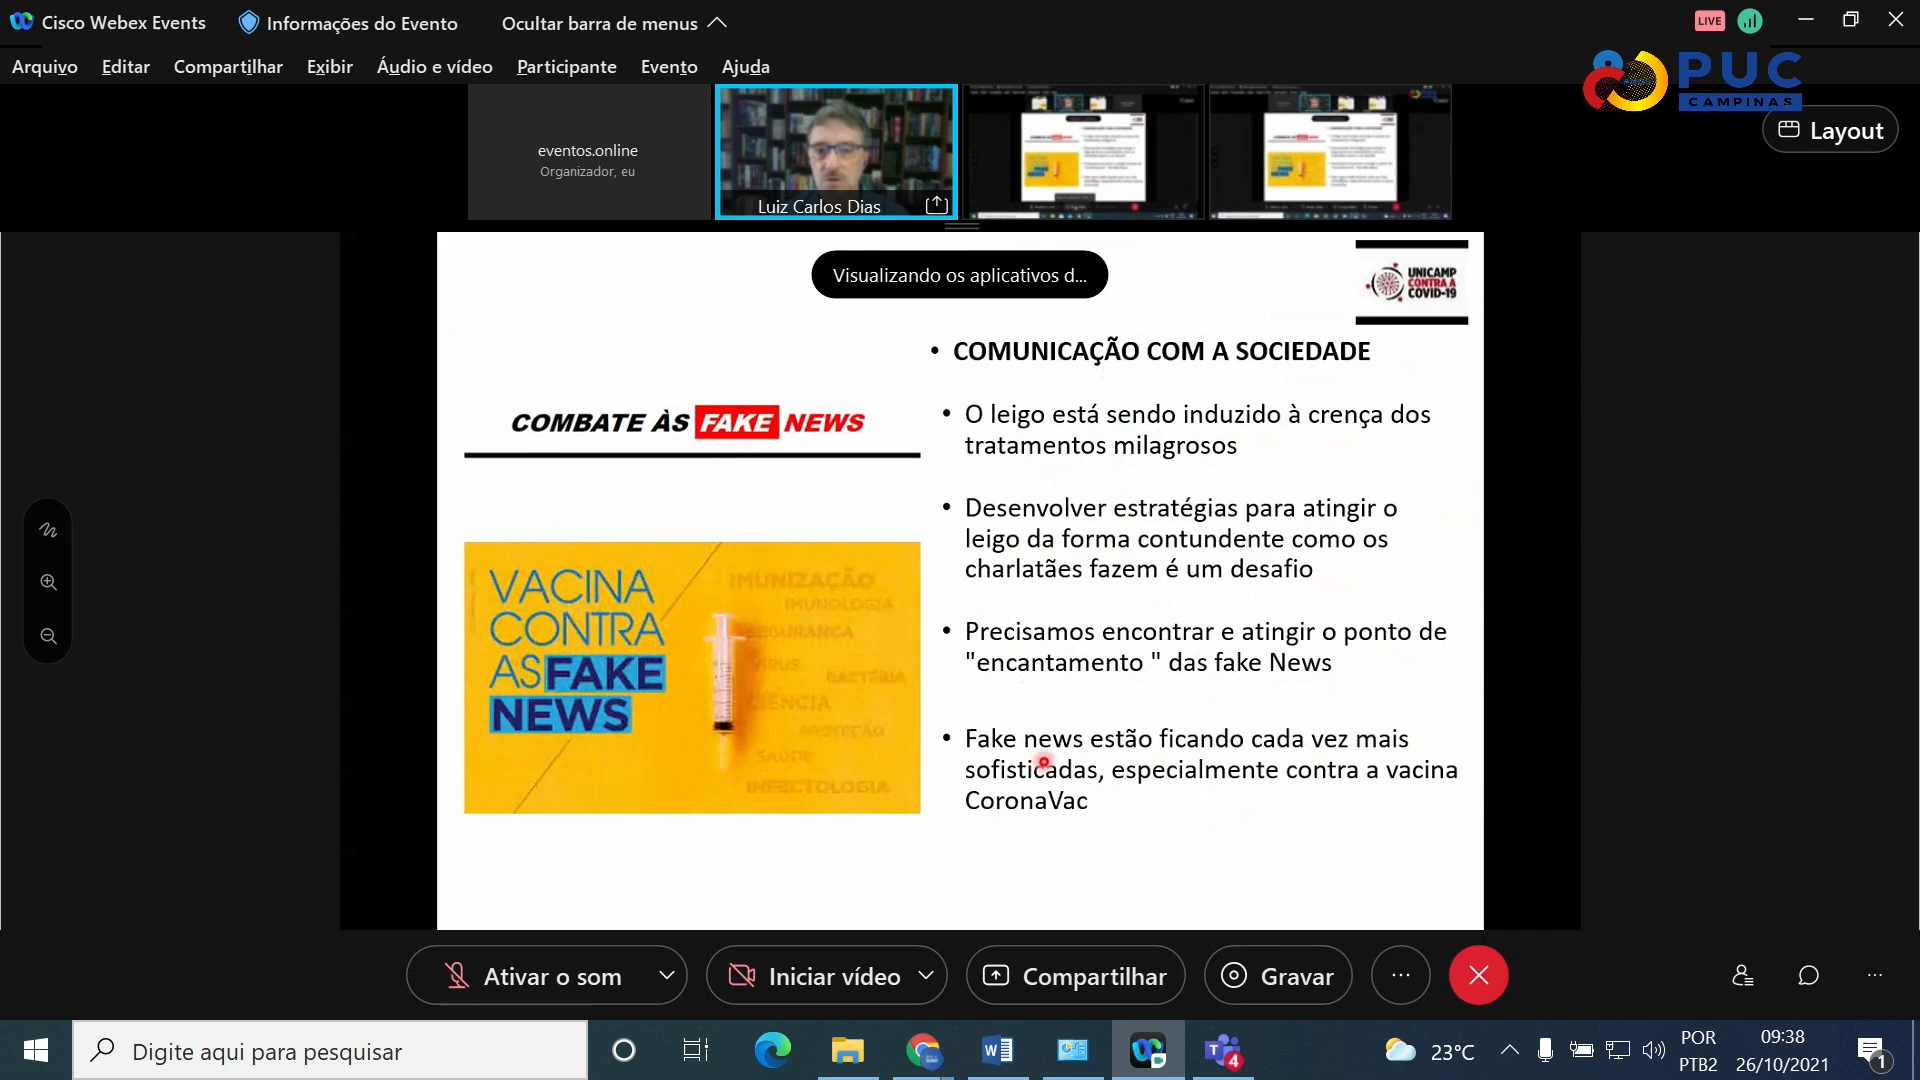 Cisco Webex Events
Informações do Evento
Ocultar barra de menus
LIVE
Arquivo Editar Compartilhar Exibir Áudio e vídeo Participante Evento Ajuda
PUC
CAMPINAS
Layout
eventos.online
Organizador, eu
Luiz Carlos Dias
Visualizando os aplicativos d...
UNICAMP
CONTRA A
COVID-19
• COMUNICAÇÃO COM A SOCIEDADE
COMBATE ÀS FAKE NEWS
• O leigo está sendo induzido à crença dos
tratamentos milagrosos
• Desenvolver estratégias para atingir o
leigo da forma contundente como os
charlatães fazem é um desafio
• Precisamos encontrar e atingir o ponto de
"encantamento " das fake News
• Fake news estão ficando cada vez mais
sofisticadas, especialmente contra a vacina
CoronaVac
VACINA
CONTRA
AS FAKE
NEWS
IMUNIZAÇÃO
IMUNOLOGIA
SEGURANÇA
VÍRUS
BACTÉRIA
CIÊNCIA
PROTEÇÃO
SAÚDE
INFECTOLOGIA
Ativar o som
Iniciar vídeo
Compartilhar
Gravar
Digite aqui para pesquisar
4
23°C
POR
PTB2
09:38
26/10/2021
1